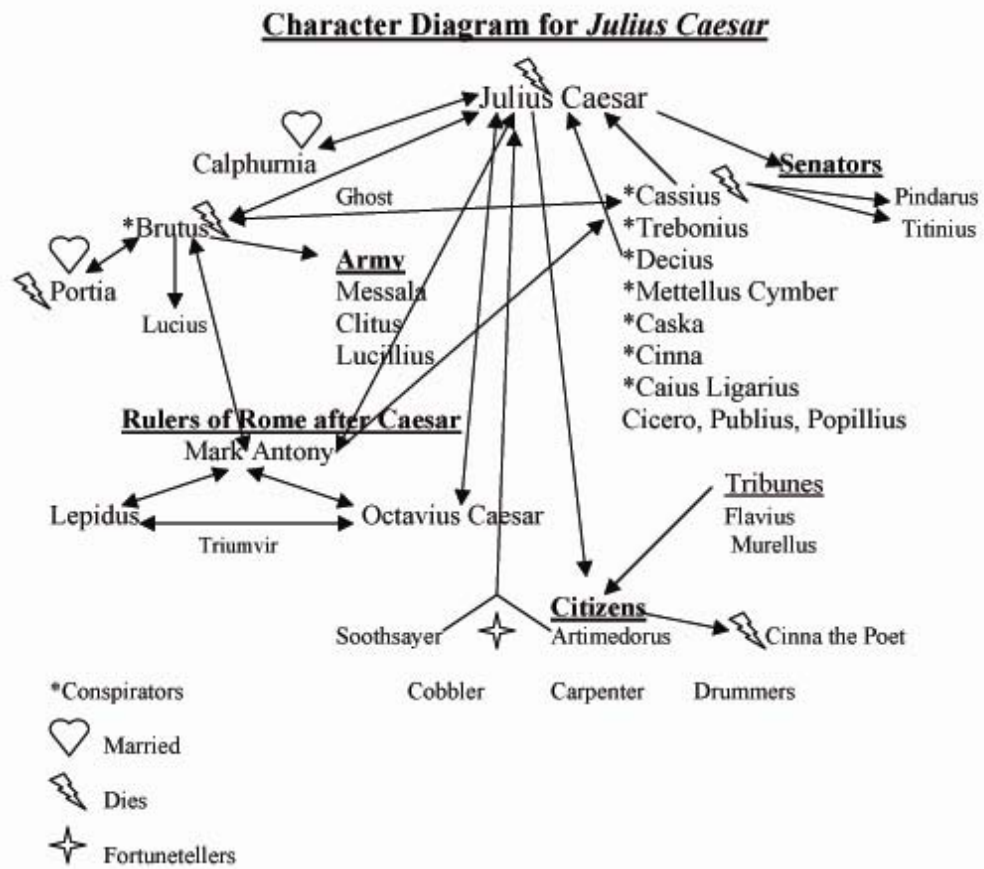 Character Diagram for Julius Caesar
Julius Caesar
Calphurnia
Senators
Ghost
*Cassius
Pindarus
*Brutus
*Trebonius
Titinius
Army
*Decius
Portia
Messala
*Mettellus Cymber
Lucius
Clitus
*Caska
Lucillius
*Cinna
*Caius Ligarius
Rulers of Rome after Caesar
Cicero, Publius, Popillius
Mark Antony
Tribunes
Lepidus
Octavius Caesar
Flavius
Triumvir
Murellus
Citizens
Soothsayer
Artimedorus
Cinna the Poet
*Conspirators
Cobbler
Carpenter
Drummers
Married
Dies
Fortunetellers